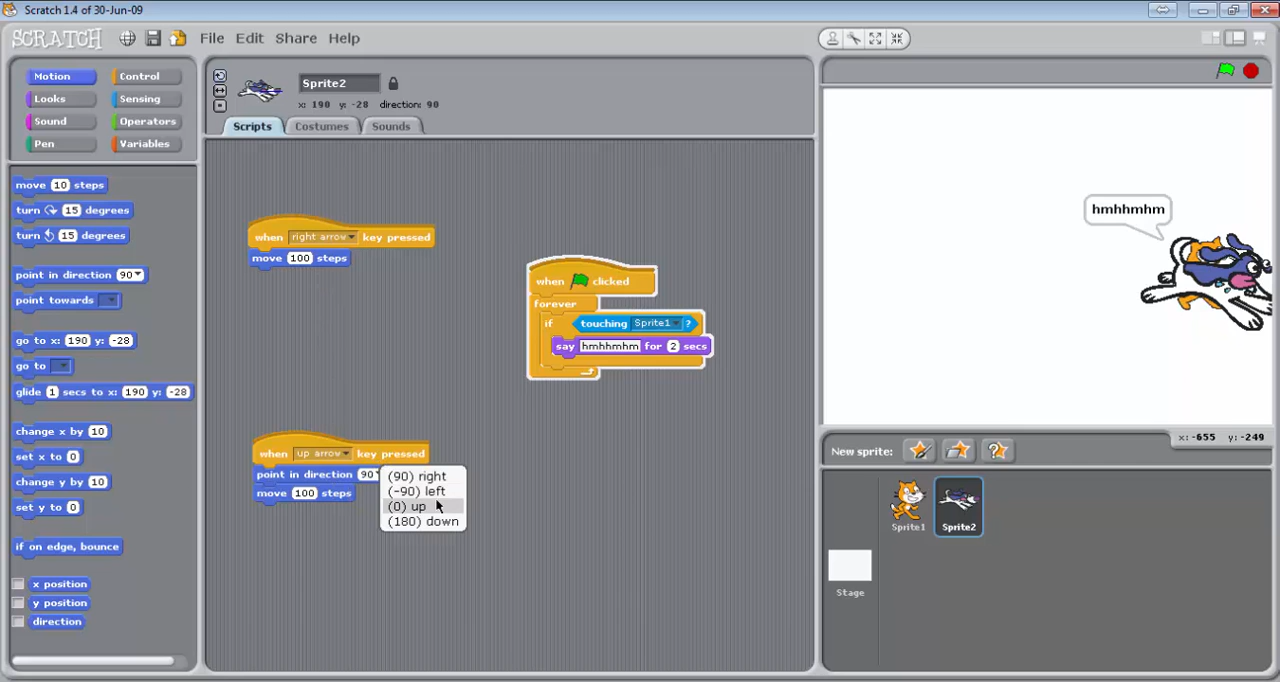 Scratch 1.4 of 30-Jun-09
SCRATCH File Edit Share Help
Motion Control
Looks Sensing
Sound Operators
Pen Variables
move 10 steps
turn 15 degrees
turn 15 degrees
point in direction 90
point towards
go to x: 190 y: -28
go to
glide 1 secs to x: 190 y: -28
change x by 10
set x to 0
change y by 10
set y to 0
if on edge, bounce
x position
y position
direction
Sprite2
x: 190 y: -28 direction: 90
Scripts Costumes Sounds
when right arrow key pressed
move 100 steps
when clicked
forever
if touching Sprite1 ?
say hmhhmhm for 2 secs
when up arrow key pressed
point in direction 90
move 100 steps
(90) right
(-90) left
(0) up
(180) down
hmhhmhm
x: -655 y: -249
New sprite:
Sprite1 Sprite2
Stage